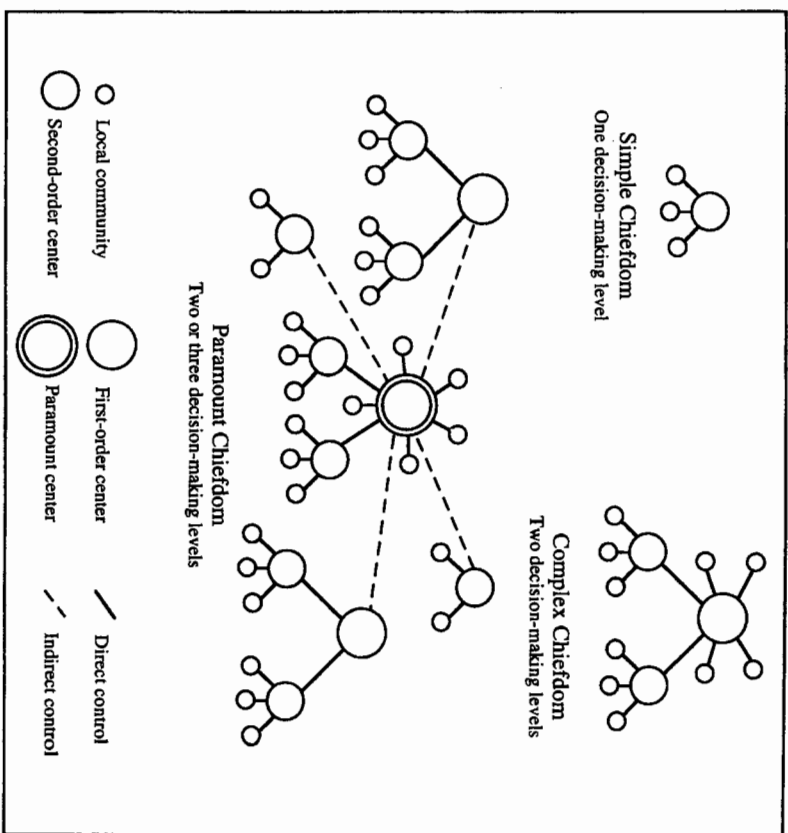 Simple Chiefdom
One decision-making level
Complex Chiefdom
Two decision-making levels
Paramount Chiefdom
Two or three decision-making levels
Local community
First-order center
Direct control
Second-order center
Paramount center
Indirect control